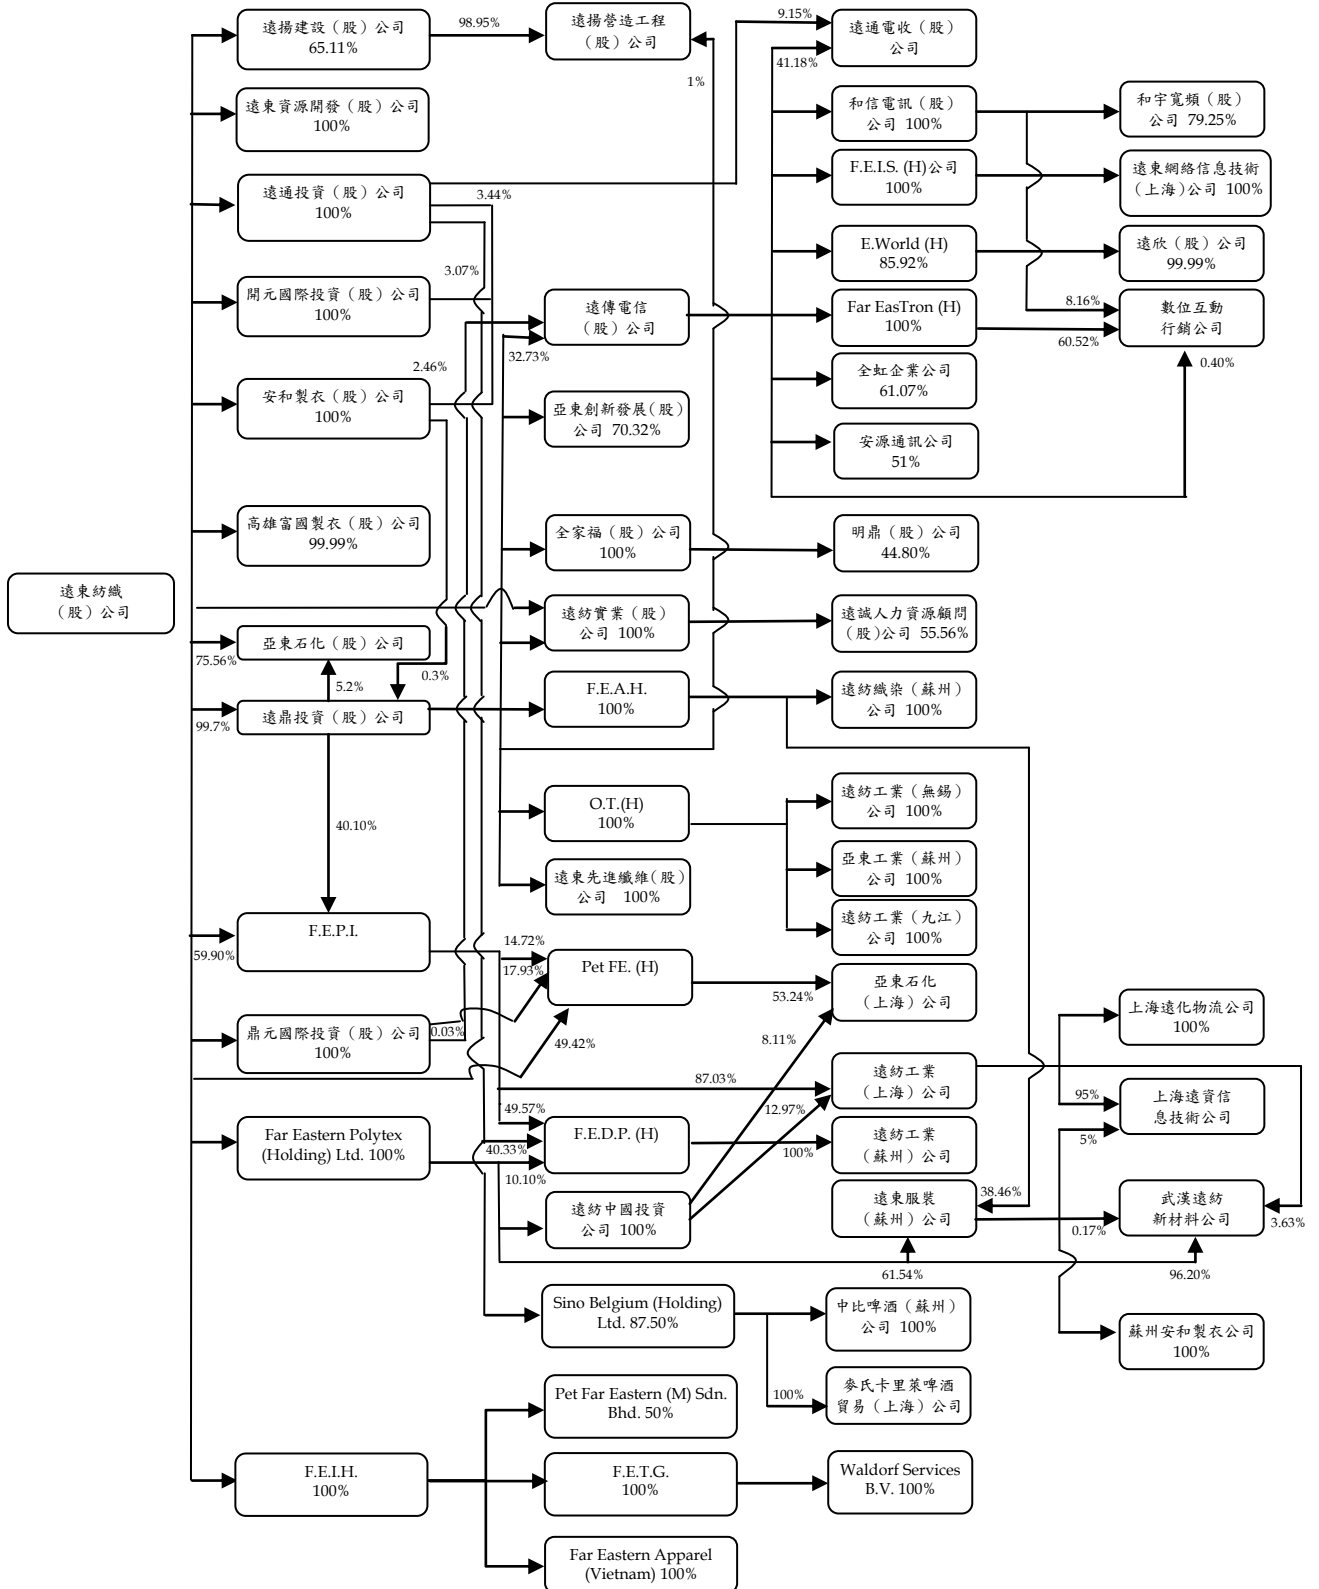 遠揚建設（股）公司
65.11%
98.95%
遠揚營造工程
（股）公司
1%
9.15%
遠通電收（股）
公司
41.18%
遠東資源開發（股）公司
100%
和信電訊（股）
公司 100%
和宇寬頻（股）
公司 79.25%
遠通投資（股）公司
100%
3.44%
F.E.I.S. (H)公司
100%
遠東網絡信息技術
（上海）公司 100%
E.World (H)
85.92%
遠欣（股）公司
99.99%
3.07%
開元國際投資（股）公司
100%
遠傳電信
（股）公司
32.73%
Far EasTron (H)
100%
8.16%
60.52%
數位互動
行銷公司
0.40%
2.46%
安和製衣（股）公司
100%
亞東創新發展（股）
公司 70.32%
全虹企業公司
61.07%
安源通訊公司
51%
高雄富國製衣（股）公司
99.99%
全家福（股）公司
100%
明鼎（股）公司
44.80%
遠東紡織
（股）公司
遠紡實業（股）
公司 100%
遠誠人力資源顧問
（股）公司 55.56%
亞東石化（股）公司
75.56%
5.2%
0.3%
遠鼎投資（股）公司
99.7%
F.E.A.H.
100%
遠紡織染（蘇州）
公司 100%
40.10%
O.T.(H)
100%
遠紡工業（無錫）
公司 100%
亞東工業（蘇州）
公司 100%
遠東先進纖維（股）
公司 100%
遠紡工業（九江）
公司 100%
F.E.P.I.
59.90%
14.72%
17.93%
Pet FE. (H)
53.24%
亞東石化
（上海）公司
鼎元國際投資（股）公司
100%
0.03%
49.42%
8.11%
上海遠化物流公司
100%
87.03%
遠紡工業
（上海）公司
12.97%
95%
上海遠資信
息技術公司
5%
Far Eastern Polytex
(Holding) Ltd. 100%
49.57%
40.33%
10.10%
F.E.D.P. (H)
100%
遠紡工業
（蘇州）公司
遠紡中國投資
公司 100%
遠東服裝
（蘇州）公司
38.46%
0.17%
武漢遠紡
新材料公司
3.63%
61.54%
96.20%
Sino Belgium (Holding)
Ltd. 87.50%
中比啤酒（蘇州）
公司 100%
蘇州安和製衣公司
100%
100%
麥氏卡里萊啤酒
貿易（上海）公司
Pet Far Eastern (M) Sdn.
Bhd. 50%
F.E.I.H.
100%
F.E.T.G.
100%
Waldorf Services
B.V. 100%
Far Eastern Apparel
(Vietnam) 100%